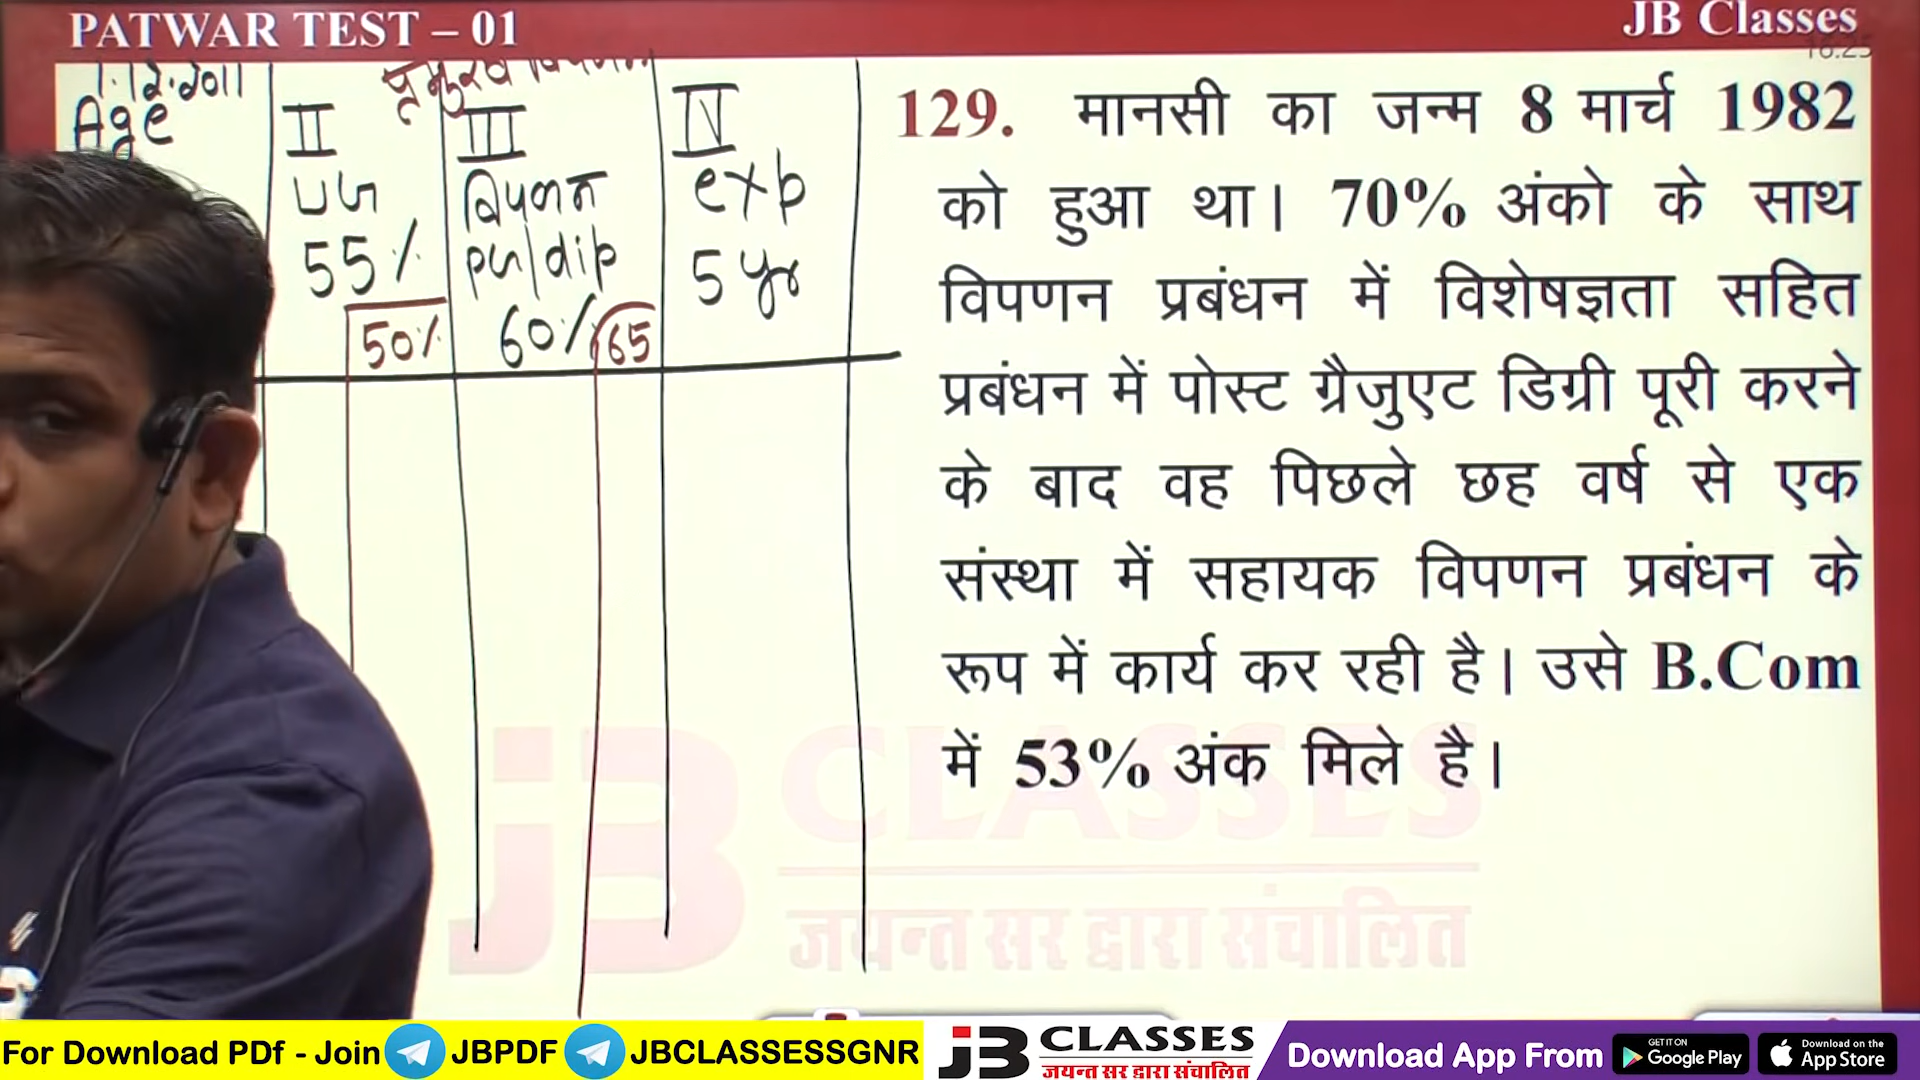 PATWAR TEST – 01
JB Classes
16:25
1.12.2011
Age
II
UG
55%
50%
III
विपणन
PG/dip
60%
65
IV
exp
5 yr
129. मानसी का जन्म 8 मार्च 1982
को हुआ था। 70% अंको के साथ
विपणन प्रबंधन में विशेषज्ञता सहित
प्रबंधन में पोस्ट ग्रैजुएट डिग्री पूरी करने
के बाद वह पिछले छह वर्ष से एक
संस्था में सहायक विपणन प्रबंधन के
रूप में कार्य कर रही है। उसे B.Com
में 53% अंक मिले है।
JB CLASSES
जयन्त सर द्वारा संचालित
For Download PDf - Join JBPDF JBCLASSESSGNR
JB CLASSES
जयन्त सर द्वारा संचालित
Download App From
GET IT ON
Google Play
Download on the
App Store